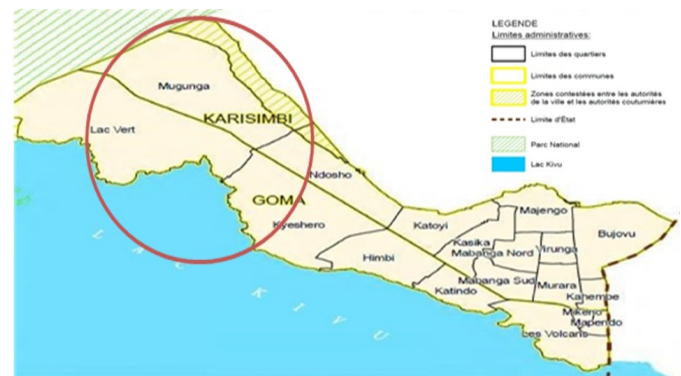 LEGENDE
Limites administratives:
Limites des quartiers
Limites des communes
Zones contestées entre les autorités
de la ville et les autorités coutumières
Limite d'État
Parc National
Lac Kivu
Mugunga
KARISIMBI
Lac Vert
Ndosho
GOMA
Kyeshero
Himbi
Katoyi
Majengo
Bujovu
Kasika
Mabanga Nord
Virunga
Mabanga Sud
Murara
Katindo
Kahembe
Mikeno
Mapendo
Les Volcans
LAC KIVU